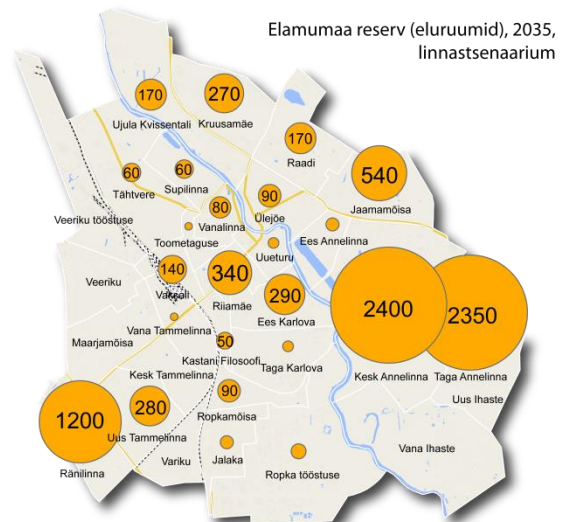 Elamumaa reserv (eluruumid), 2035,
linnastsenaarium
170
270
Ujula Kvissentali
Kruusamäe
170
Raadi
540
Jaamamõisa
60
Tähtvere
60
Supilinna
80
Vanalinna
90
Ülejõe
Veeriku tööstuse
Toometaguse
Ees Annelinna
Uueturu
Veeriku
140
Vaksali
340
Riiamäe
290
Ees Karlova
2400
2350
Vana Tammelinna
Maarjamõisa
50
Kastani Filosoofi
Kesk Tammelinna
Taga Karlova
Kesk Annelinna
Taga Annelinna
Uus Ihaste
90
Ropkamõisa
1200
280
Uus Tammelinna
Ränilinna
Variku
Jalaka
Ropka tööstuse
Vana Ihaste